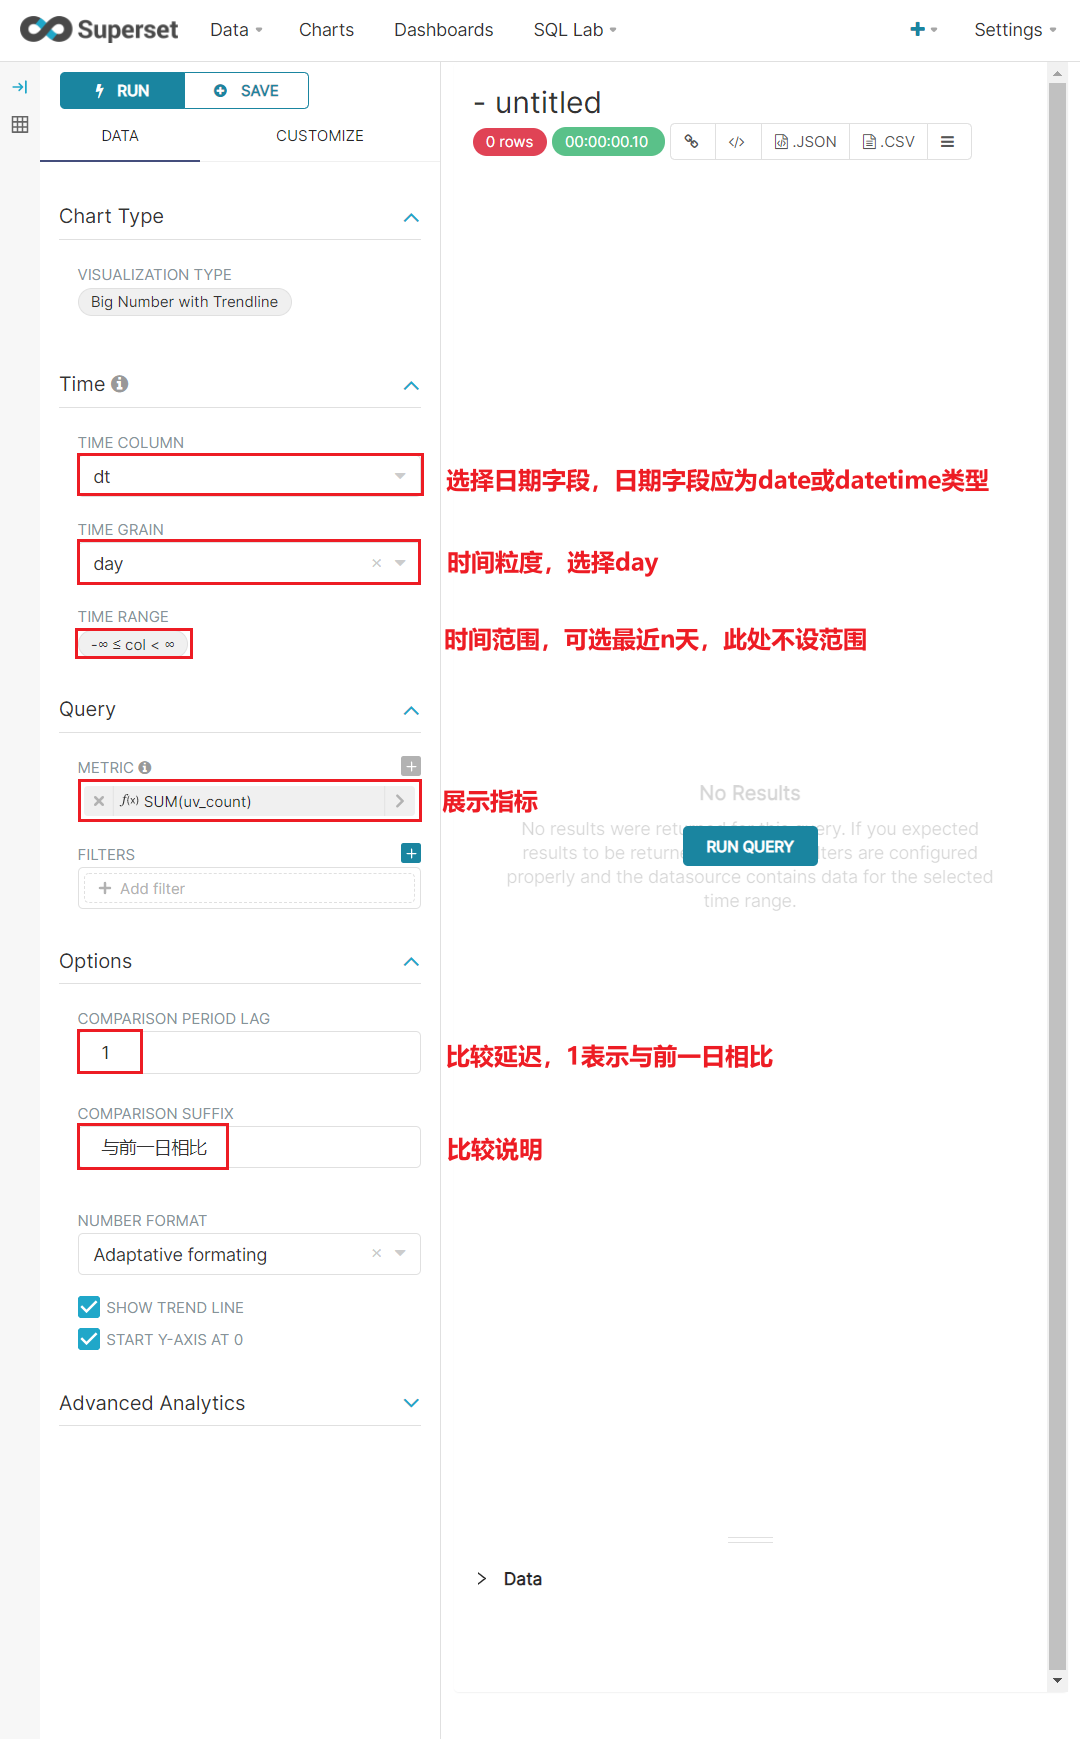 Superset Data Charts Dashboards SQL Lab Settings
RUN SAVE
DATA CUSTOMIZE
- untitled
0 rows 00:00:00.10 </> .JSON .CSV
Chart Type
VISUALIZATION TYPE
Big Number with Trendline
Time
TIME COLUMN
dt
选择日期字段，日期字段应为date或datetime类型
TIME GRAIN
day
时间粒度，选择day
TIME RANGE
-∞ ≤ col < ∞
时间范围，可选最近n天，此处不设范围
Query
METRIC
f(x) SUM(uv_count)
展示指标
FILTERS
Add filter
No Results
No results were retu for this ery. If you expected
results to be returne lters are configured
properly and the datasource contains data for the selected
time range.
RUN QUERY
Options
COMPARISON PERIOD LAG
1
比较延迟，1表示与前一日相比
COMPARISON SUFFIX
与前一日相比
比较说明
NUMBER FORMAT
Adaptative formating
SHOW TREND LINE
START Y-AXIS AT 0
Advanced Analytics
Data